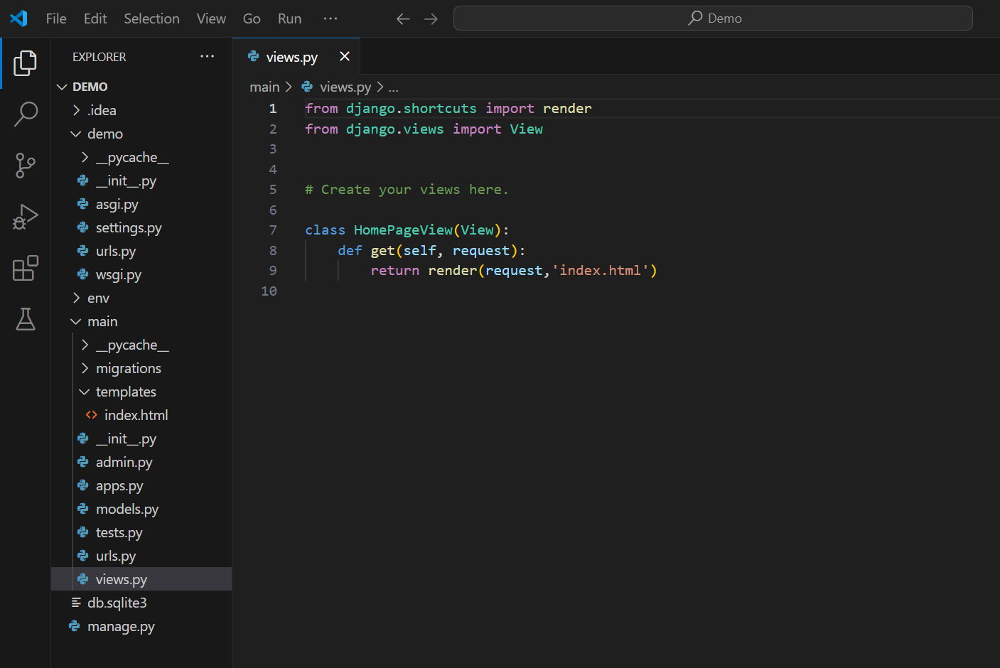 File Edit Selection View Go Run ··· Demo
EXPLORER ···
DEMO
.idea
demo
__pycache__
__init__.py
asgi.py
settings.py
urls.py
wsgi.py
env
main
__pycache__
migrations
templates
index.html
__init__.py
admin.py
apps.py
models.py
tests.py
urls.py
views.py
db.sqlite3
manage.py
views.py
main > views.py > ...
1 from django.shortcuts import render
2 from django.views import View
3
4
5 # Create your views here.
6
7 class HomePageView(View):
8     def get(self, request):
9         return render(request,'index.html')
10